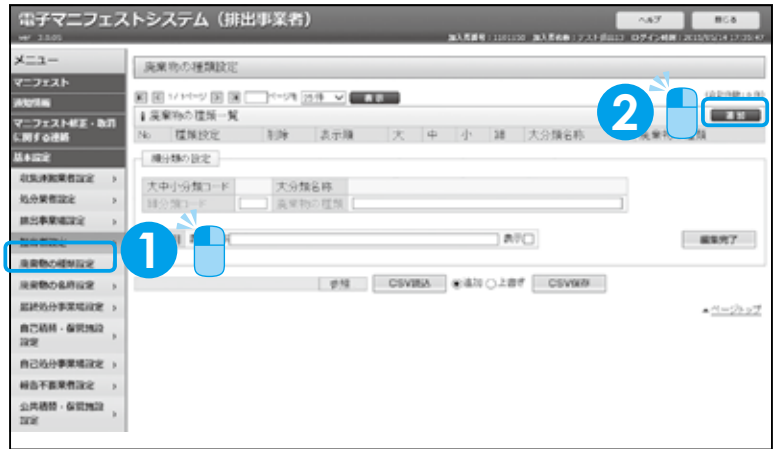 電子マニフェストシステム（排出事業者）
ヘルプ
閉じる
メニュー
廃棄物の種類設定
マニフェスト
通知情報
1/1ページ
ページを
25件
表示
2
追加
マニフェスト修正・取消
に関する連絡
廃棄物の種類一覧
No. 種類設定 削除 表示順 大 中 小 細 大分類名称
基本設定
細分類の設定
収集運搬業者設定
大中小分類コード 大分類名称
処分業者設定
細分類コード 廃棄物の種類
排出事業場設定
1
表示
編集完了
廃棄物の種類設定
廃棄物の名称設定
参照 CSV読込 追加 上書き CSV保存
最終処分事業場設定
ページトップ
自己積替・保管施設
設定
自己処分事業場設定
報告不要業者設定
公共積替・保管施設
設定